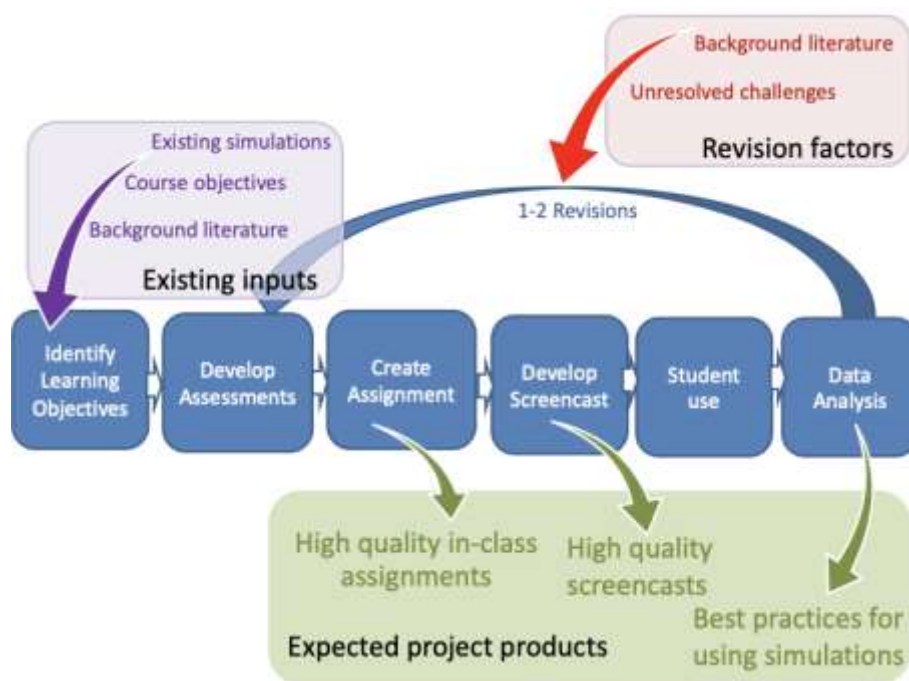 Background literature
Unresolved challenges
Revision factors
Existing simulations
Course objectives
Background literature
Existing inputs
1-2 Revisions
Identify
Learning
Objectives
Develop
Assessments
Create
Assignment
Develop
Screencast
Student
use
Data
Analysis
High quality in-class
assignments
High quality
screencasts
Best practices for
using simulations
Expected project products